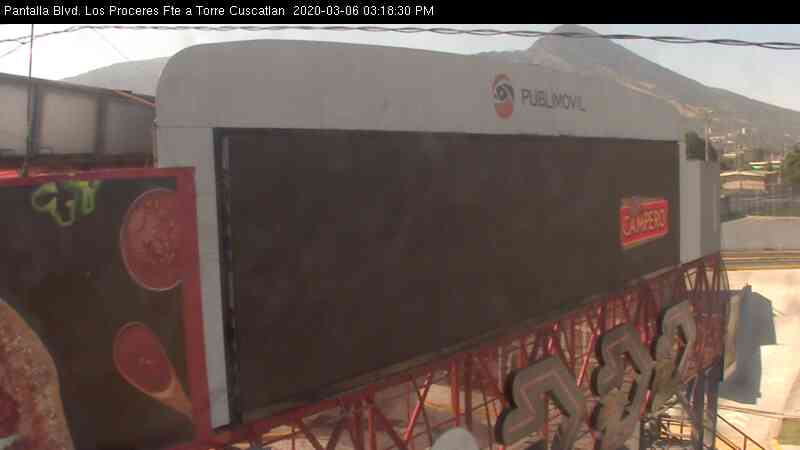 Pantalla Blvd. Los Proceres Fte a Torre Cuscatlan  2020-03-06 03:18:30 PM
PUBLIMOVIL
CAMPERO